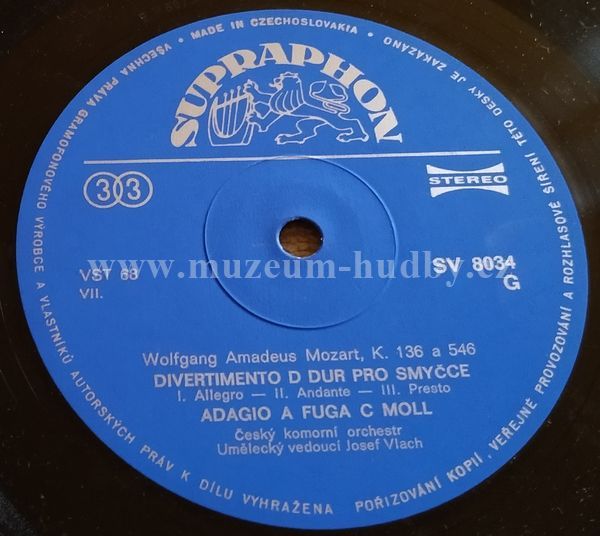 VŠECHNA PRÁVA GRAMOFONOVÉHO VÝROBCE A VLASTNÍKŮ AUTORSKÝCH PRÁV K DÍLU VYHRAŽENA
• MADE IN CZECHOSLOVAKIA •
POŘIZOVÁNÍ KOPIÍ, VEŘEJNÉ PROVOZOVÁNÍ A ROZHLASOVÉ ŠÍŘENÍ TÉTO DESKY JE ZAKÁZÁNO
SUPRAPHON
33
STEREO
www.muzeum-hudby.cz
VST 68
SV 8034
VII.
G
Wolfgang Amadeus Mozart, K. 136 a 546
DIVERTIMENTO D DUR PRO SMYČCE
I. Allegro — II. Andante — III. Presto
ADAGIO A FUGA C MOLL
Český komorní orchestr
Umělecký vedoucí Josef Vlach